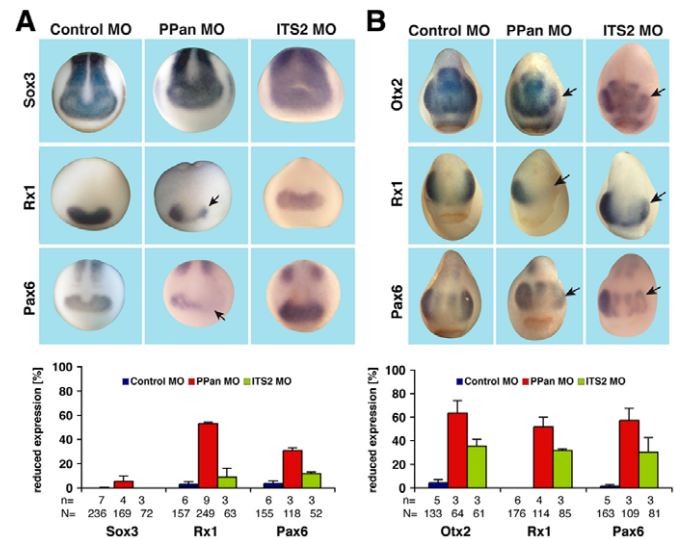 A
Control MO PPan MO ITS2 MO
Sox3
Rx1
Pax6
reduced expression [%]
100
80
60
40
20
0
Control MO PPan MO ITS2 MO
n= 7 4 3 6 9 3 6 3 3
N= 236 169 72 157 249 63 155 118 52
Sox3 Rx1 Pax6
B
Control MO PPan MO ITS2 MO
Otx2
Rx1
Pax6
reduced expression [%]
100
80
60
40
20
0
Control MO PPan MO ITS2 MO
n= 5 3 3 6 4 3 5 3 3
N= 133 64 61 176 114 85 163 109 81
Otx2 Rx1 Pax6